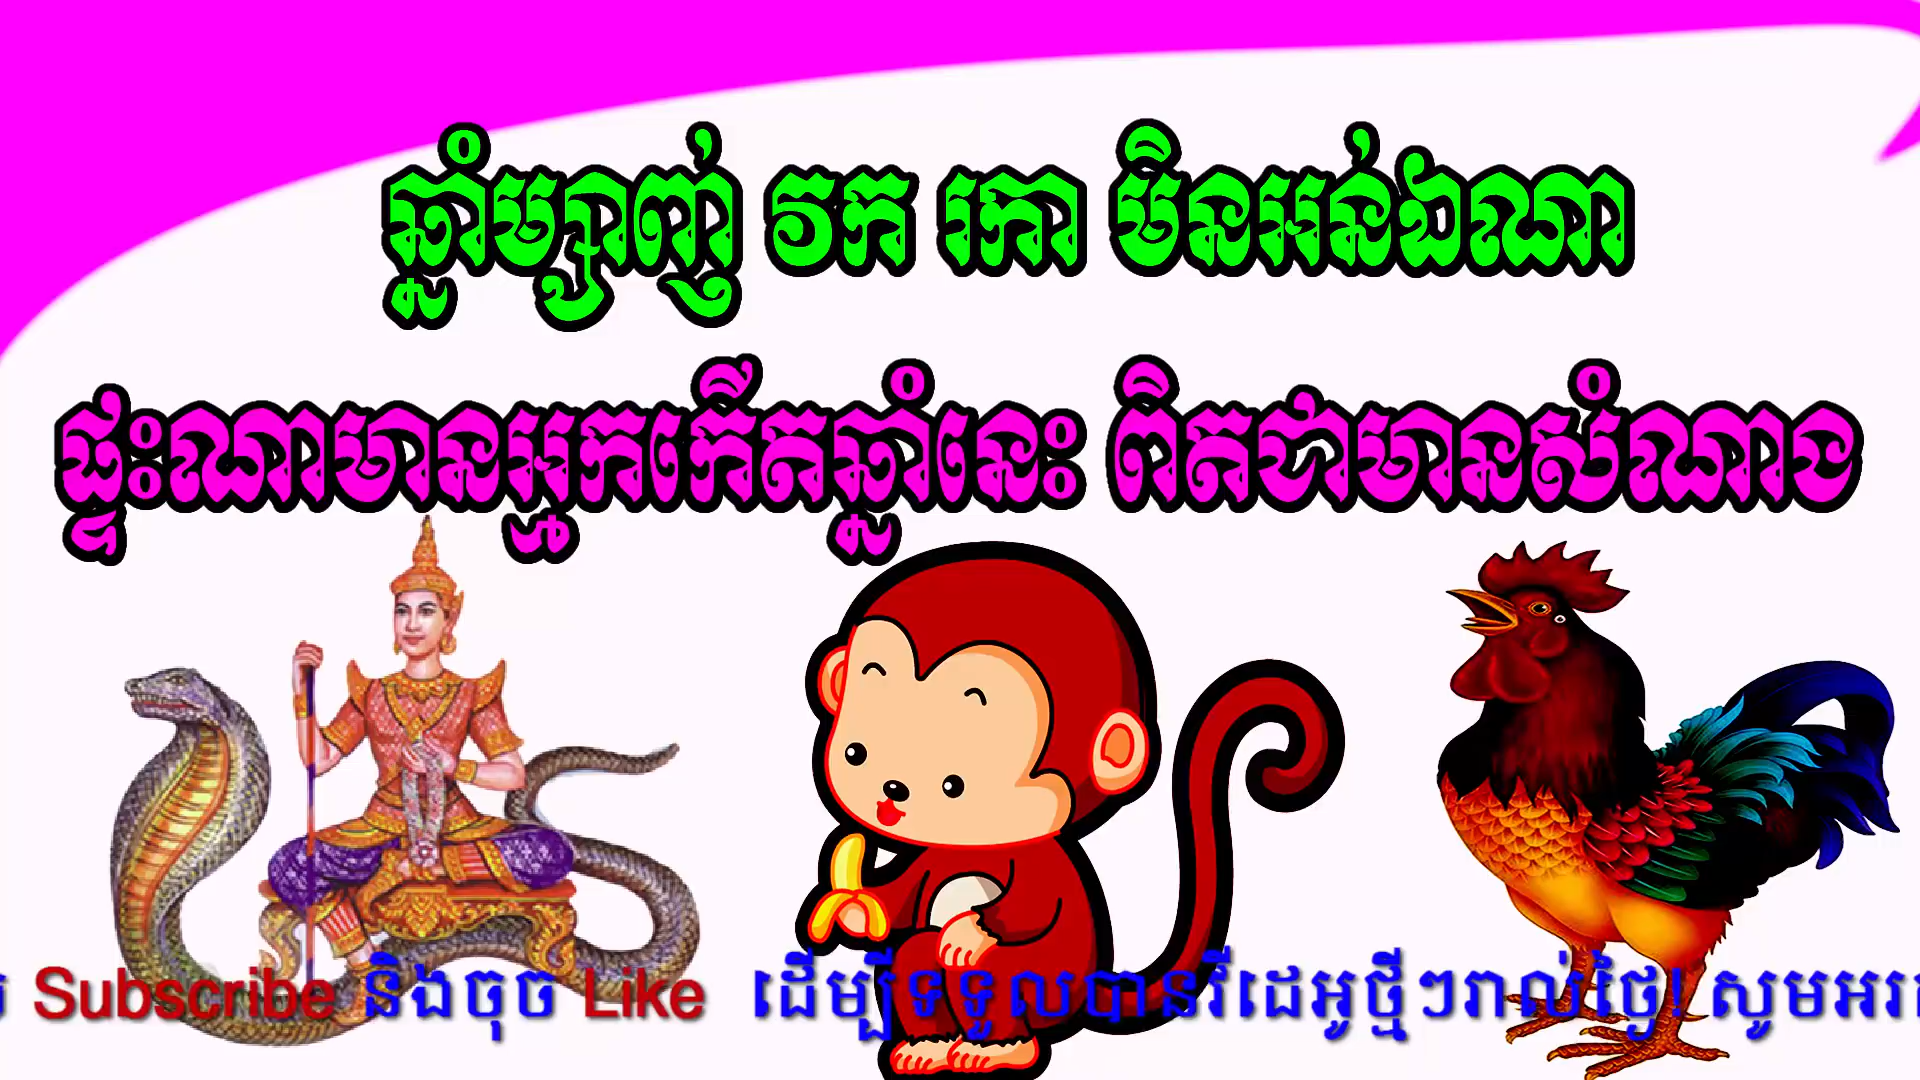 ឆ្នាំម្សាញ់ វក រកា មិនអន់ឯណា
ផ្ទះណាមានអ្នកកើតឆ្នាំនេះ ពិតជាមានសំណាង
Subscribe និងចុច Like ដើម្បីទទួលបានវីដេអូថ្មីៗរាល់ថ្ងៃ! សូមអរ